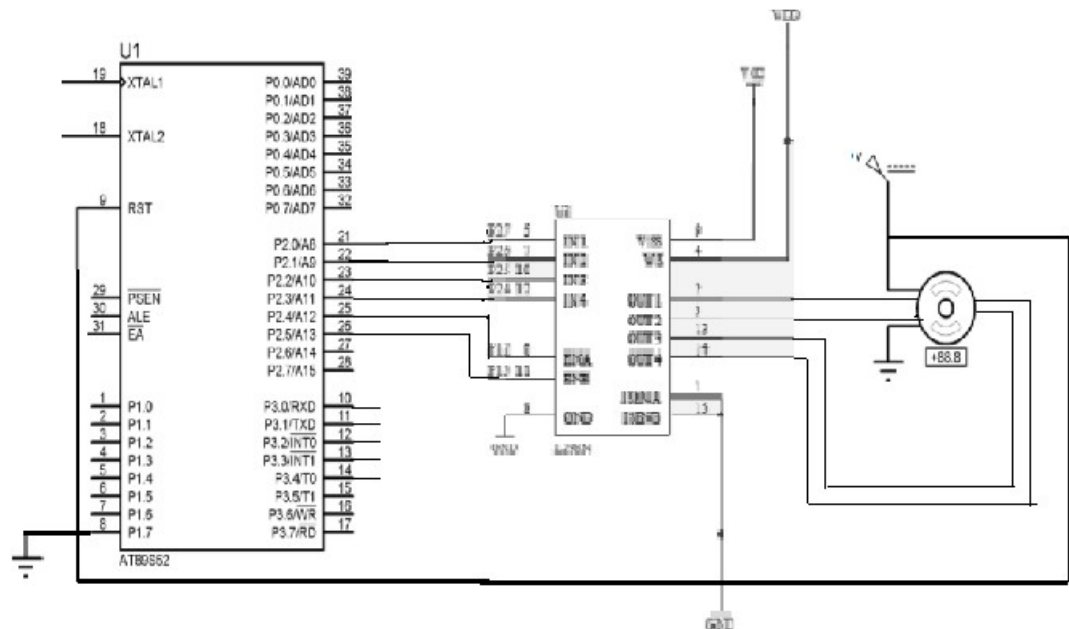 U1
19 XTAL1
18 XTAL2
9 RST
29 PSEN
30 ALE
31 EA
1 P1.0
2 P1.1
3 P1.2
4 P1.3
5 P1.4
6 P1.5
7 P1.6
8 P1.7
P0.0/AD0 39
P0.1/AD1 38
P0.2/AD2 37
P0.3/AD3 36
P0.4/AD4 35
P0.5/AD5 34
P0.6/AD6 33
P0.7/AD7 32
P2.0/A8 21
P2.1/A9 22
P2.2/A10 23
P2.3/A11 24
P2.4/A12 25
P2.5/A13 26
P2.6/A14 27
P2.7/A15 28
P3.0/RXD 10
P3.1/TXD 11
P3.2/INT0 12
P3.3/INT1 13
P3.4/T0 14
P3.5/T1 15
P3.6/WR 16
P3.7/RD 17
AT89S52
IN1
IN2
IN3
IN4
ENA
GND
VSS
VS 4
OUT1
OUT2
OUT3
OUT4
GND
+88.8
GND